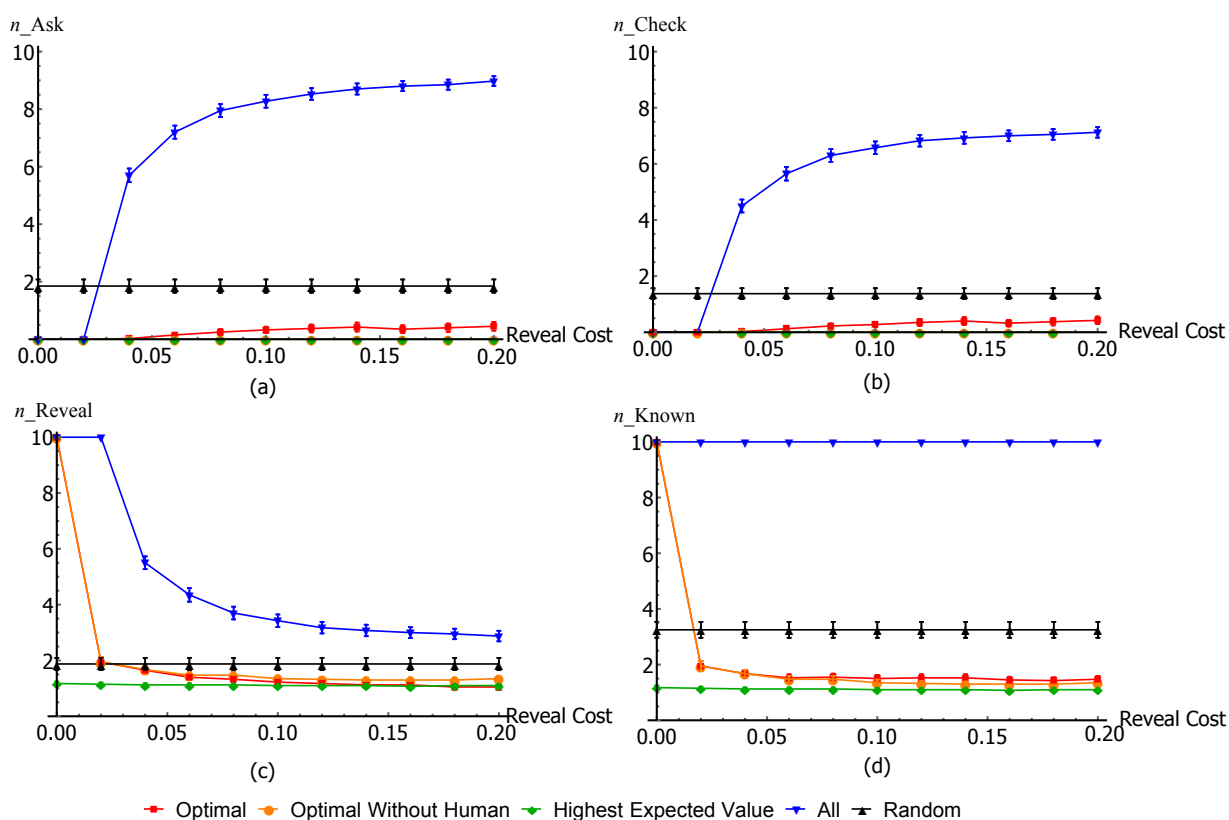 n_Ask
10
8
6
4
2
0.00 0.05 0.10 0.15 0.20
Reveal Cost
(a)
n_Check
10
8
6
4
2
0.00 0.05 0.10 0.15 0.20
Reveal Cost
(b)
n_Reveal
10
8
6
4
2
0.00 0.05 0.10 0.15 0.20
Reveal Cost
(c)
n_Known
10
8
6
4
2
0.00 0.05 0.10 0.15 0.20
Reveal Cost
(d)
Optimal Optimal Without Human Highest Expected Value All Random